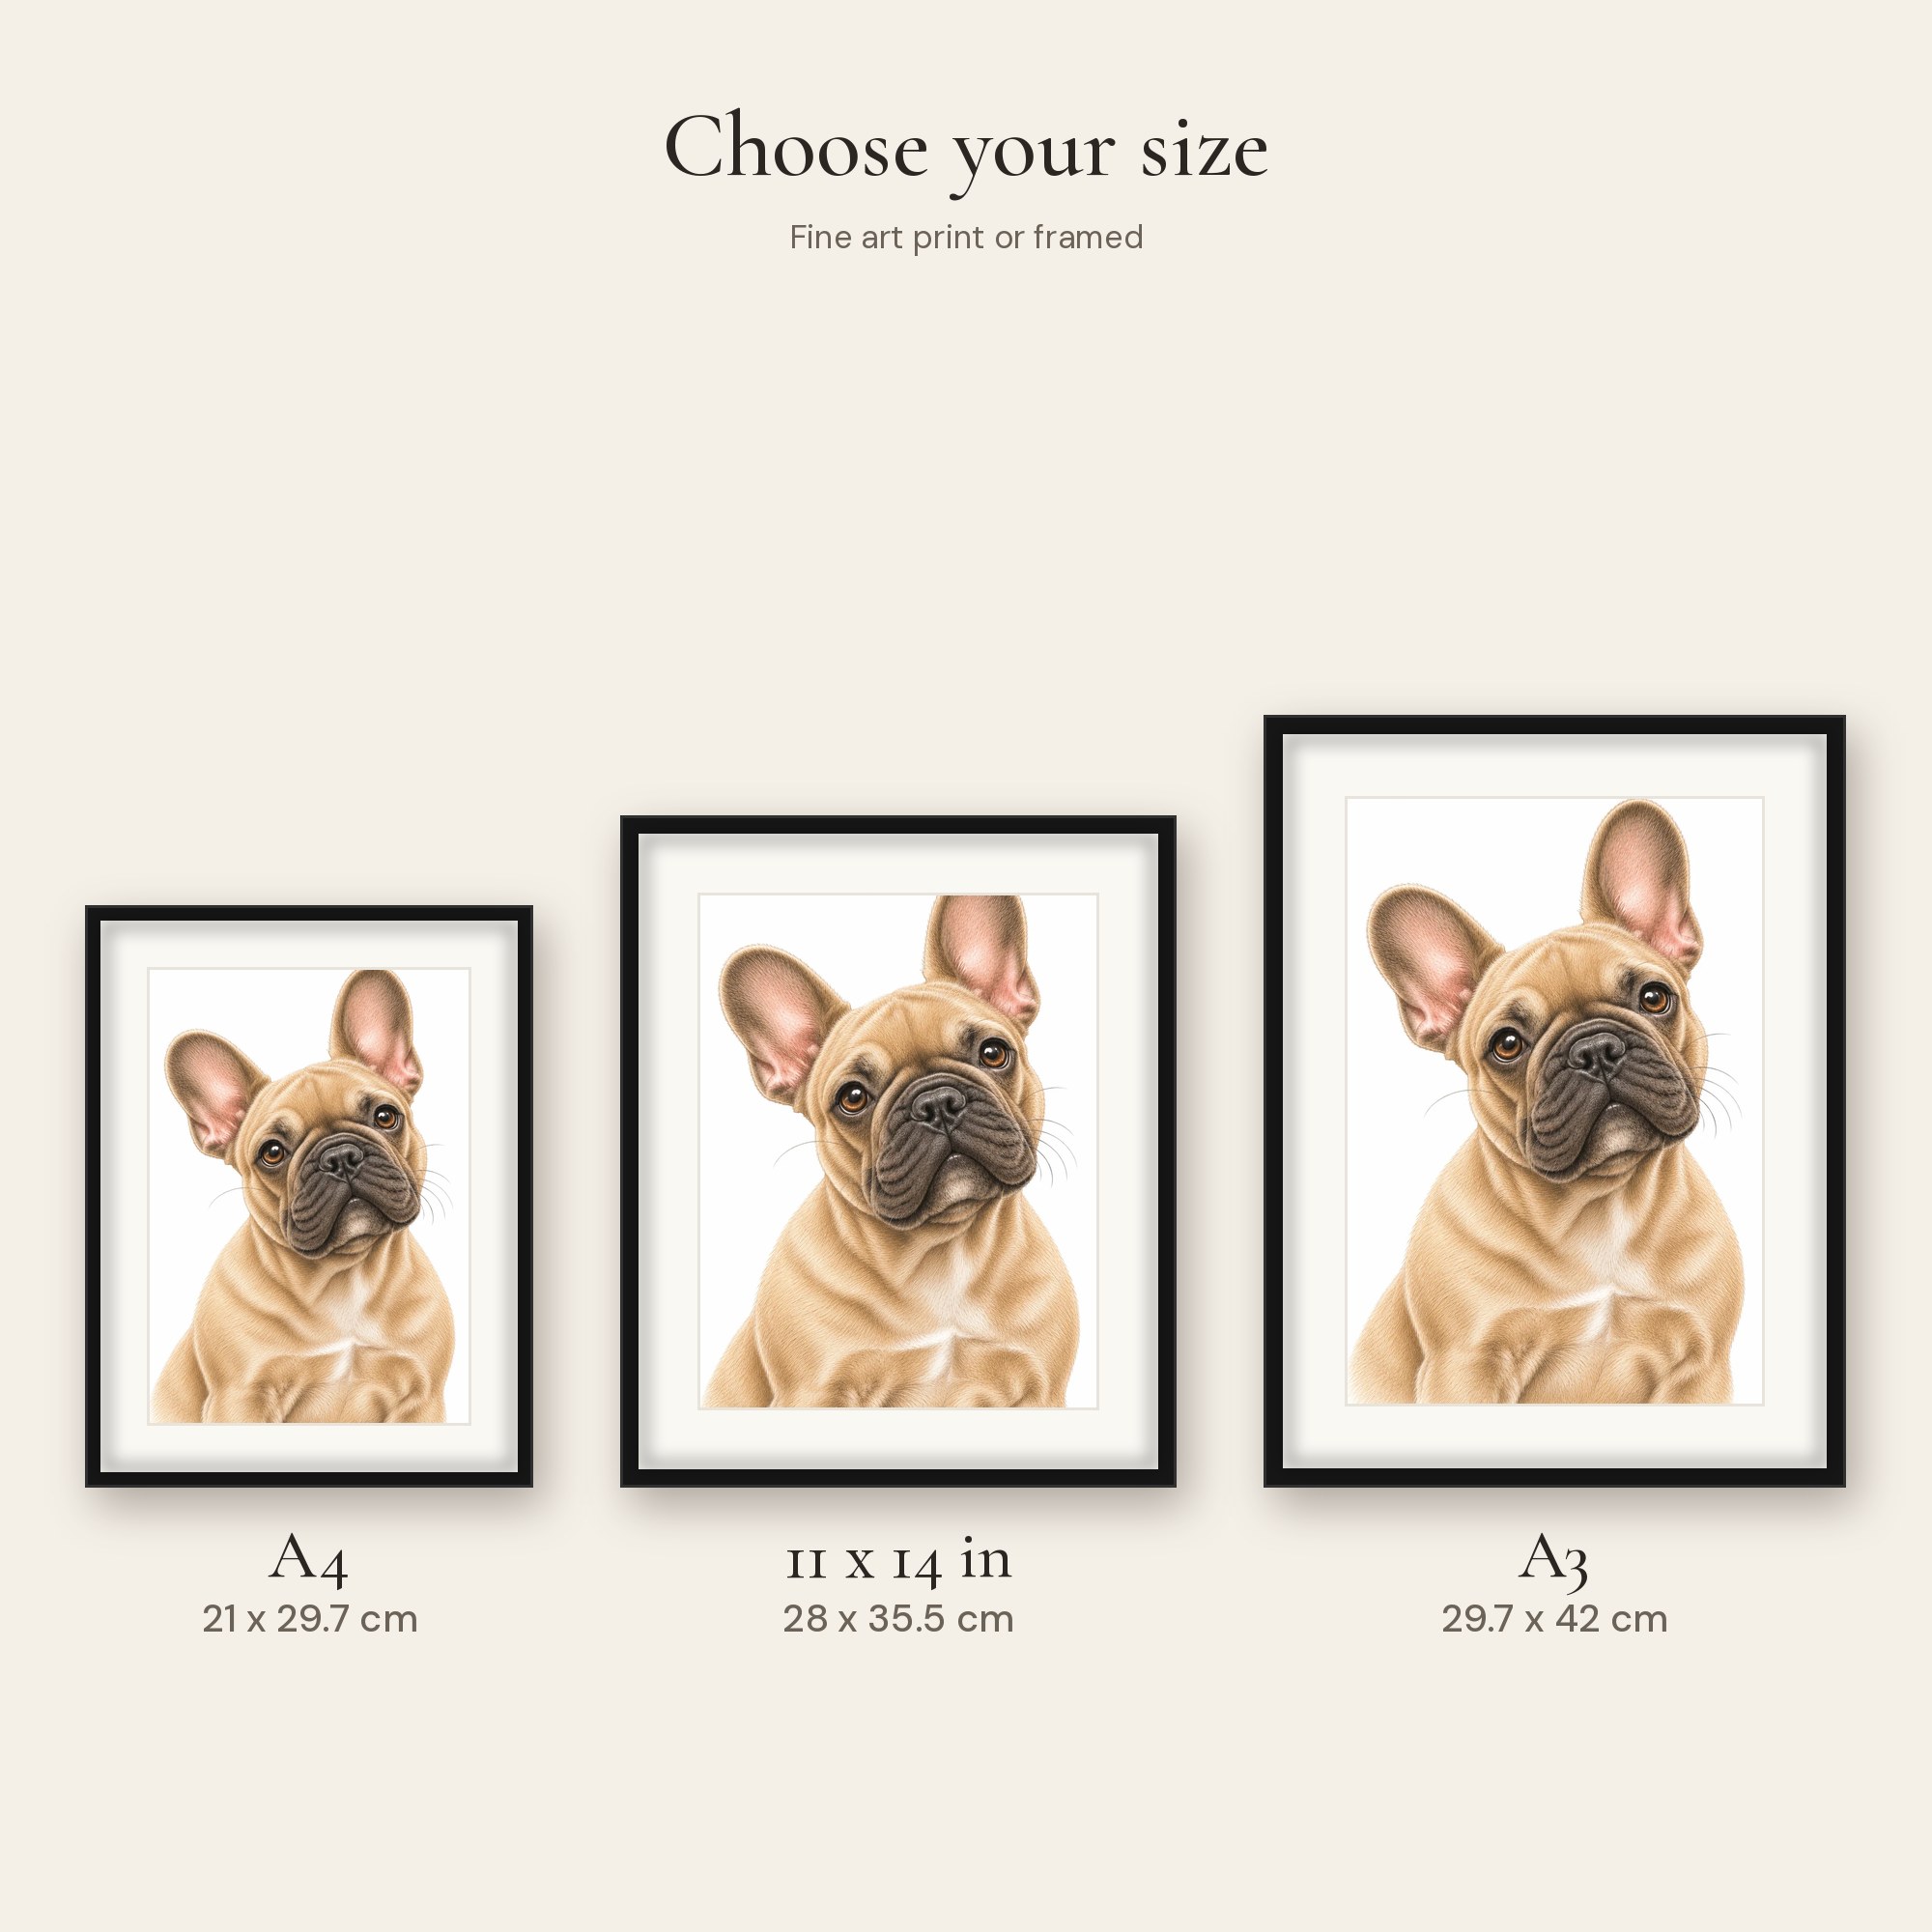 Choose your size
Fine art print or framed
A4
21 x 29.7 cm
11 x 14 in
28 x 35.5 cm
A3
29.7 x 42 cm